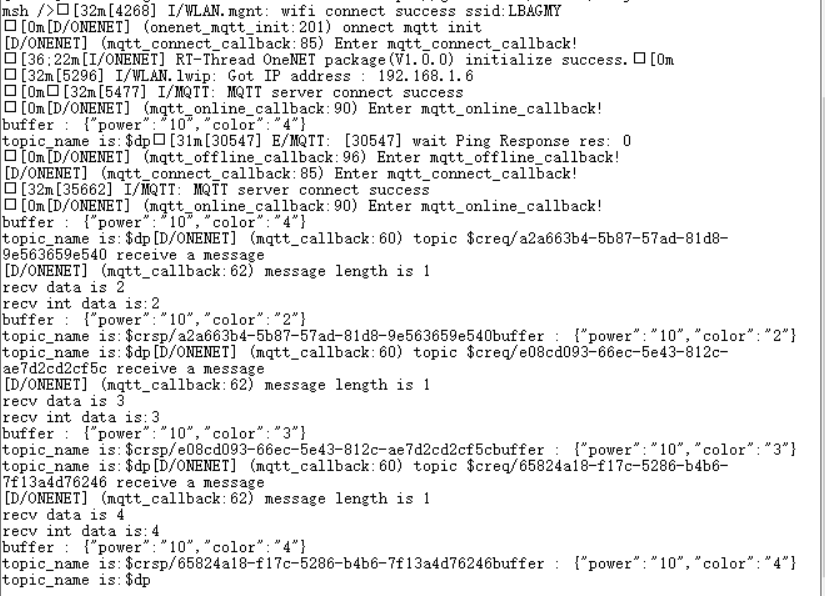 msh />□[32m[4268] I/WLAN.mgnt: wifi connect success ssid:LBAGMY
□[0m[D/ONENET] (onenet_mqtt_init:201) onnect mqtt init
[D/ONENET] (mqtt_connect_callback:85) Enter mqtt_connect_callback!
□[36;22m[I/ONENET] RT-Thread OneNET package(V1.0.0) initialize success.□[0m
□[32m[5296] I/WLAN.lwip: Got IP address : 192.168.1.6
□[0m□[32m[5477] I/MQTT: MQTT server connect success
□[0m[D/ONENET] (mqtt_online_callback:90) Enter mqtt_online_callback!
buffer : {"power":"10","color":"4"}
topic_name is:$dp□[31m[30547] E/MQTT: [30547] wait Ping Response res: 0
□[0m[D/ONENET] (mqtt_offline_callback:96) Enter mqtt_offline_callback!
[D/ONENET] (mqtt_connect_callback:85) Enter mqtt_connect_callback!
□[32m[35662] I/MQTT: MQTT server connect success
□[0m[D/ONENET] (mqtt_online_callback:90) Enter mqtt_online_callback!
buffer : {"power":"10","color":"4"}
topic_name is:$dp[D/ONENET] (mqtt_callback:60) topic $creq/a2a663b4-5b87-57ad-81d8-
9e563659e540 receive a message
[D/ONENET] (mqtt_callback:62) message length is 1
recv data is 2
recv int data is:2
buffer : {"power":"10","color":"2"}
topic_name is:$crsp/a2a663b4-5b87-57ad-81d8-9e563659e540buffer : {"power":"10","color":"2"}
topic_name is:$dp[D/ONENET] (mqtt_callback:60) topic $creq/e08cd093-66ec-5e43-812c-
ae7d2cd2cf5c receive a message
[D/ONENET] (mqtt_callback:62) message length is 1
recv data is 3
recv int data is:3
buffer : {"power":"10","color":"3"}
topic_name is:$crsp/e08cd093-66ec-5e43-812c-ae7d2cd2cf5cbuffer : {"power":"10","color":"3"}
topic_name is:$dp[D/ONENET] (mqtt_callback:60) topic $creq/65824a18-f17c-5286-b4b6-
7f13a4d76246 receive a message
[D/ONENET] (mqtt_callback:62) message length is 1
recv data is 4
recv int data is:4
buffer : {"power":"10","color":"4"}
topic_name is:$crsp/65824a18-f17c-5286-b4b6-7f13a4d76246buffer : {"power":"10","color":"4"}
topic_name is:$dp